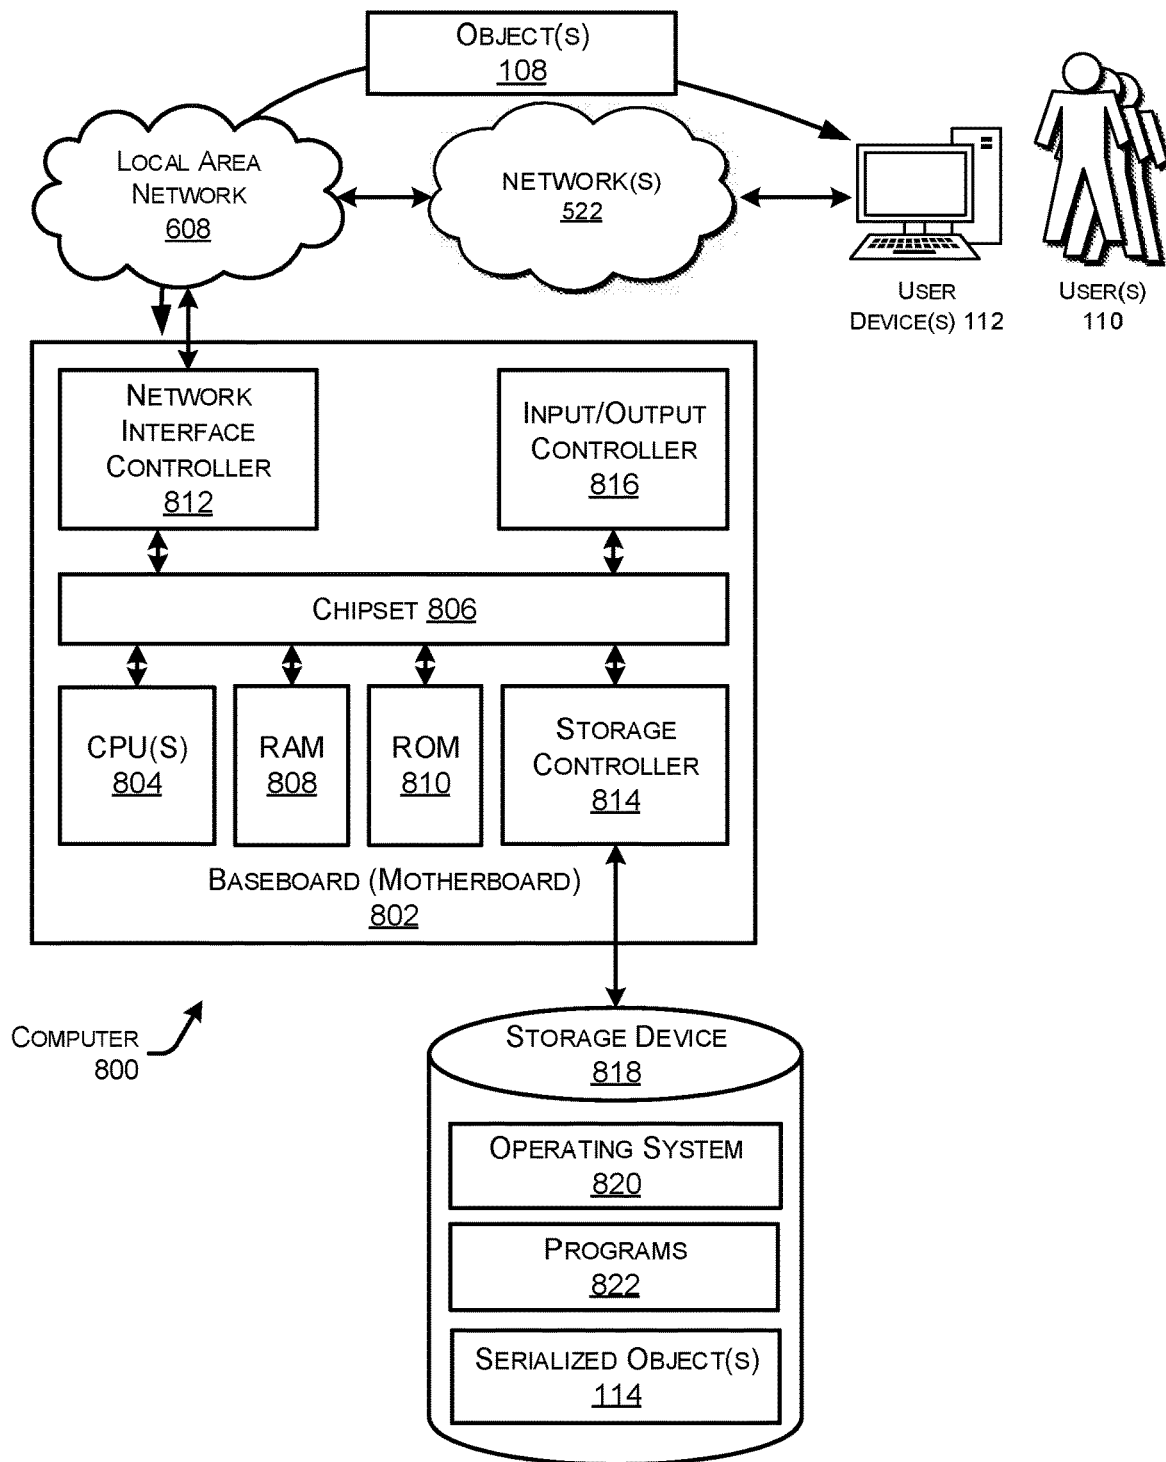 OBJECT(S)
108
LOCAL AREA
NETWORK
608
NETWORK(S)
522
USER
DEVICE(S) 112
USER(S)
110
NETWORK
INTERFACE
CONTROLLER
812
INPUT/OUTPUT
CONTROLLER
816
CHIPSET 806
CPU(S)
804
RAM
808
ROM
810
STORAGE
CONTROLLER
814
BASEBOARD (MOTHERBOARD)
802
COMPUTER
800
STORAGE DEVICE
818
OPERATING SYSTEM
820
PROGRAMS
822
SERIALIZED OBJECT(S)
114